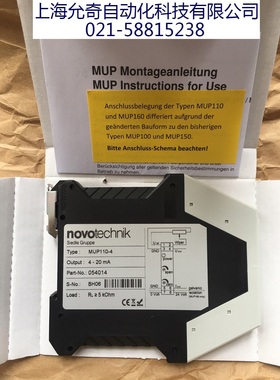 上海允奇自动化科技有限公司
021-58815238
MUP Montageanleitung
MUP Instructions for Use
Anschlussbelegung der Typen MUP110
und MUP160 differiert aufgrund der
geänderten Bauform zu den bisherigen
Typen MUP100 und MUP150.
Bitte Anschluss-Schema beachten!
novotechnik
Siedle Gruppe
Type: MUP110-4
Output: 4 - 20 mA
Part-No.: 054014
S-No.: BH06
Load: RL ≥ 5 kOhm